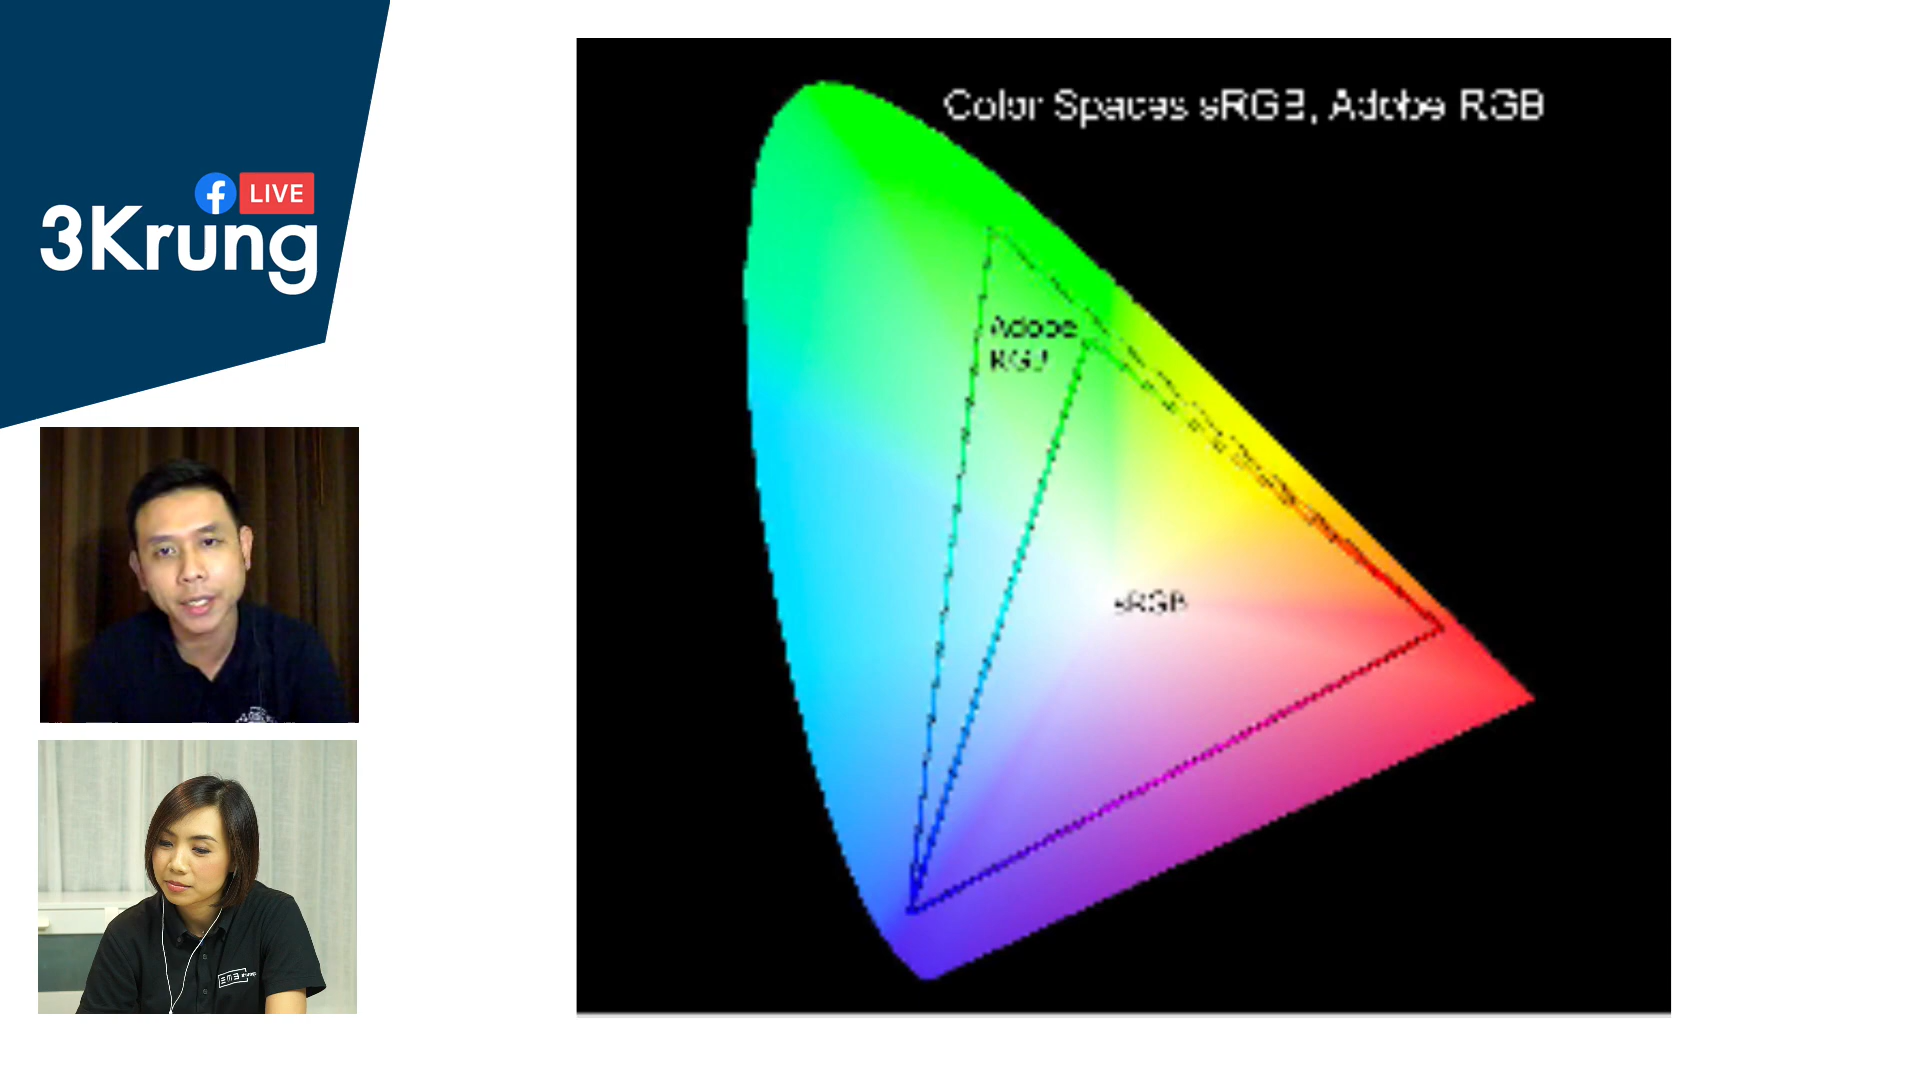 LIVE
3Krung
Color Spaces sRGB, Adobe RGB
Adobe
RGB
sRGB